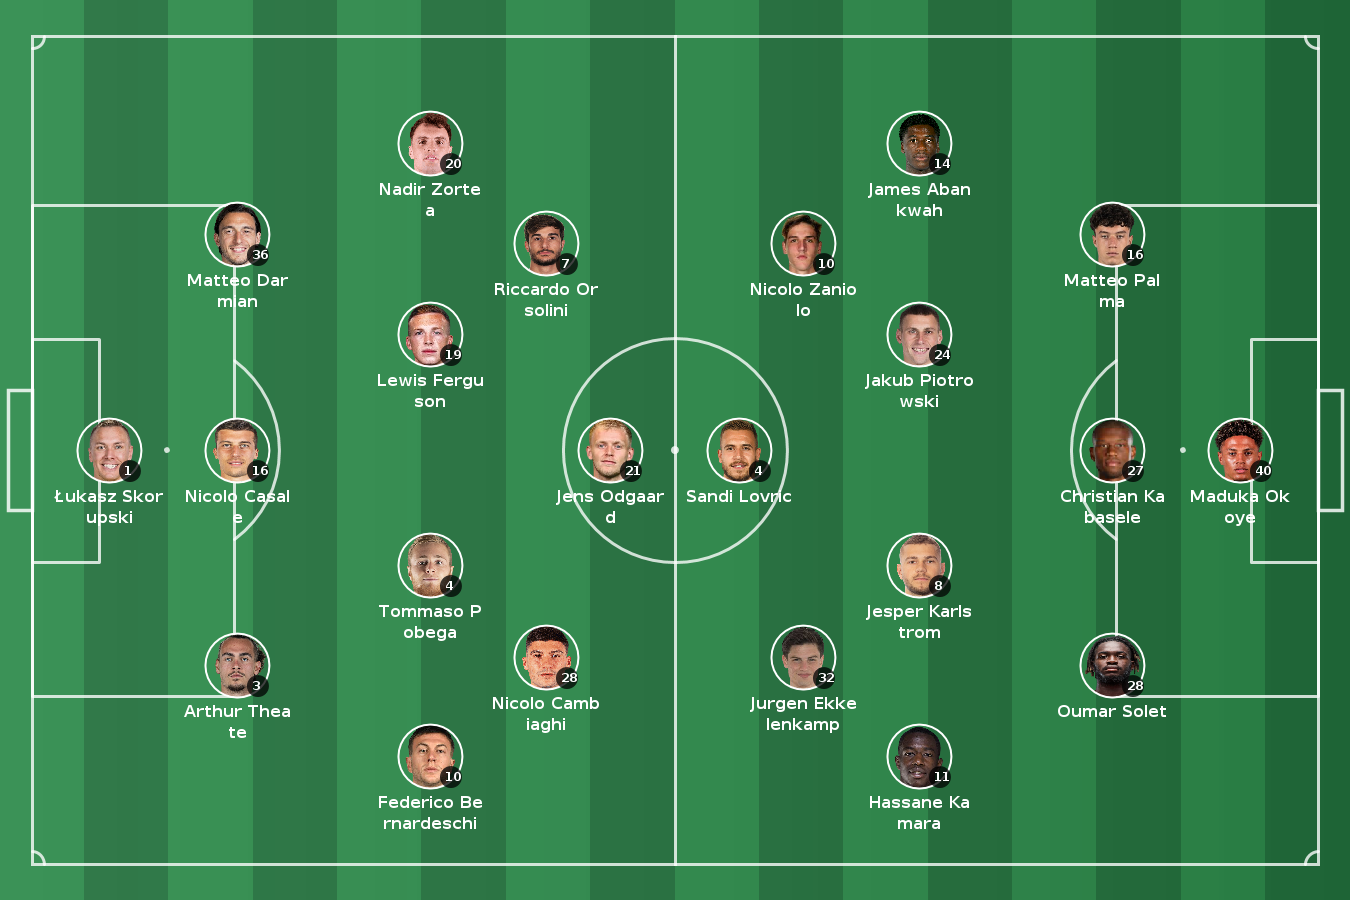 20
Nadir Zorte
a
36
Matteo Dar
mian
7
Riccardo Or
solini
19
Lewis Fergu
son
1
Łukasz Skor
upski
16
Nicolo Casal
e
21
Jens Odgaar
d
4
Tommaso P
obega
28
Nicolo Camb
iaghi
3
Arthur Thea
te
10
Federico Be
rnardeschi
14
James Aban
kwah
10
Nicolo Zanio
lo
16
Matteo Pal
ma
24
Jakub Piotro
wski
4
Sandi Lovric
27
Christian Ka
basele
40
Maduka Ok
oye
8
Jesper Karls
trom
32
Jurgen Ekke
lenkamp
28
Oumar Solet
11
Hassane Ka
mara